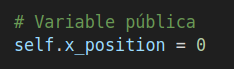 # Variable pública
self.x_position = 0